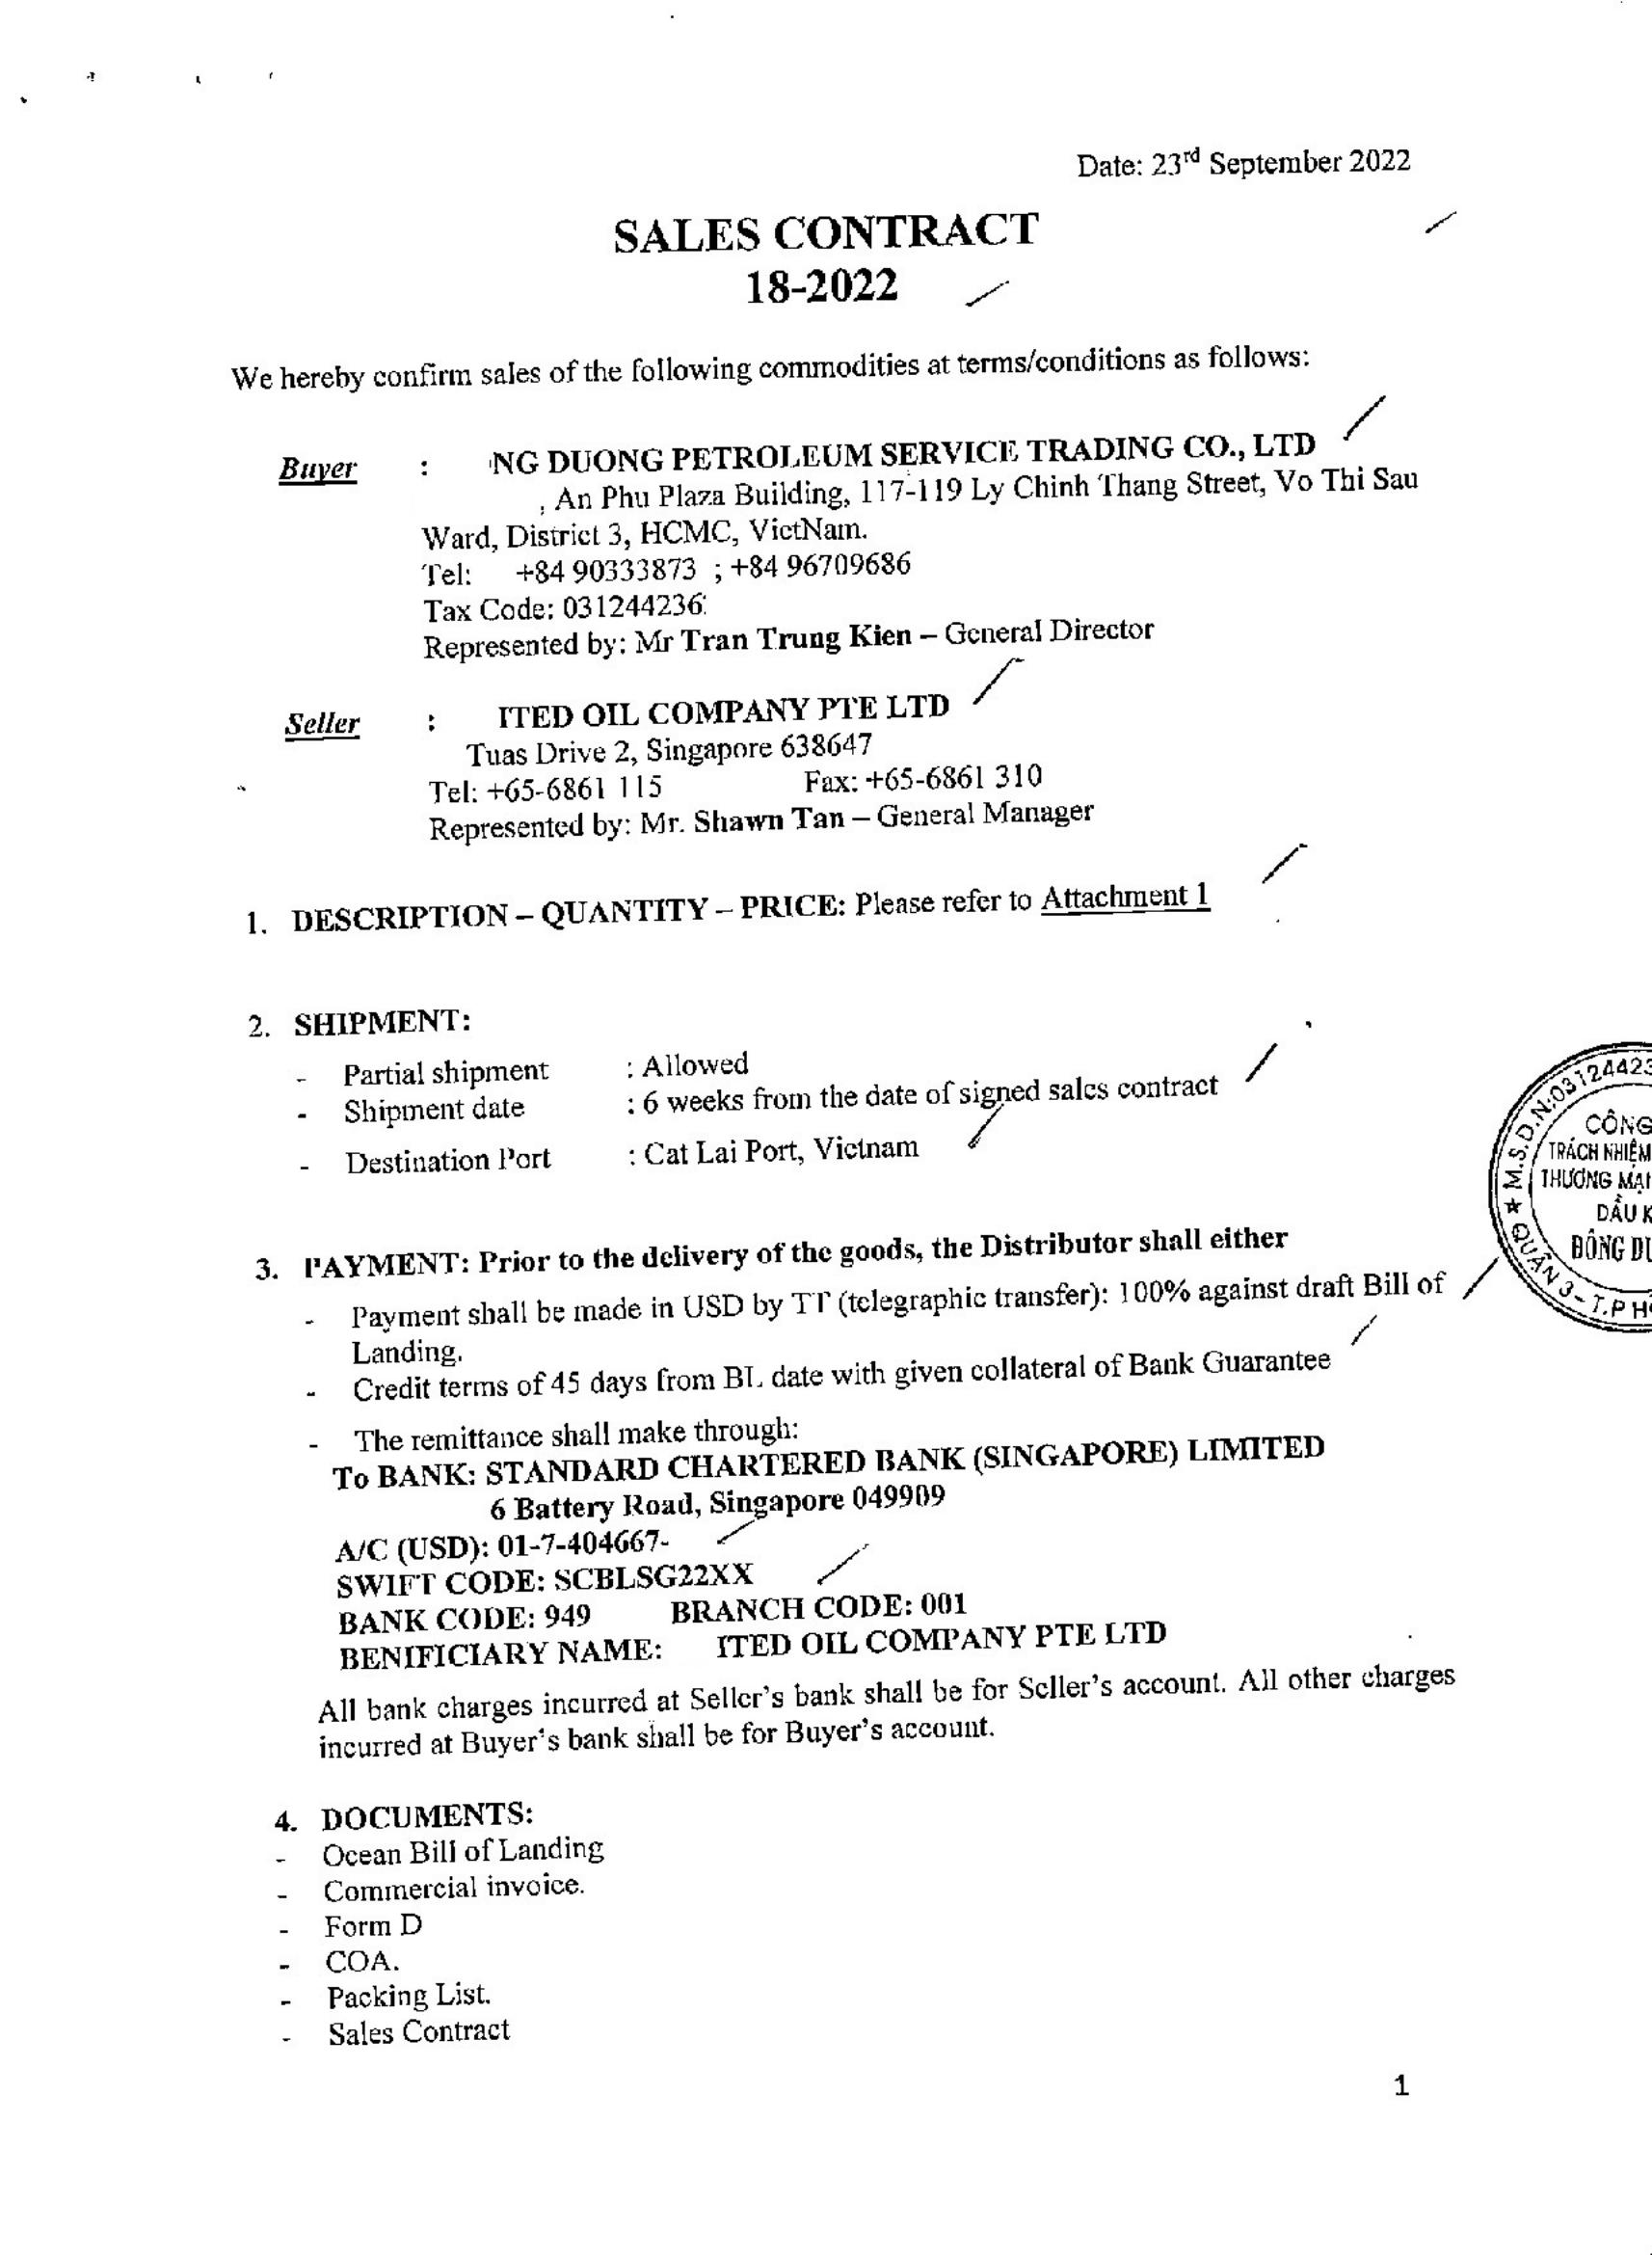 Date: 23rd September 2022
SALES CONTRACT
18-2022
We hereby confirm sales of the following commodities at terms/conditions as follows:
Buyer : NG DUONG PETROLEUM SERVICE TRADING CO., LTD
, An Phu Plaza Building, 117-119 Ly Chinh Thang Street, Vo Thi Sau
Ward, District 3, HCMC, VietNam.
Tel: +84 90333873 ; +84 96709686
Tax Code: 031244236
Represented by: Mr Tran Trung Kien – General Director
Seller : ITED OIL COMPANY PTE LTD
Tuas Drive 2, Singapore 638647
Tel: +65-6861 115 Fax: +65-6861 310
Represented by: Mr. Shawn Tan – General Manager
1. DESCRIPTION – QUANTITY – PRICE: Please refer to Attachment 1
2. SHIPMENT:
- Partial shipment : Allowed
- Shipment date : 6 weeks from the date of signed sales contract
- Destination Port : Cat Lai Port, Vietnam
3. PAYMENT: Prior to the delivery of the goods, the Distributor shall either
- Payment shall be made in USD by TT (telegraphic transfer): 100% against draft Bill of
Landing.
- Credit terms of 45 days from BL date with given collateral of Bank Guarantee
- The remittance shall make through:
To BANK: STANDARD CHARTERED BANK (SINGAPORE) LIMITED
6 Battery Road, Singapore 049909
A/C (USD): 01-7-404667-
SWIFT CODE: SCBLSG22XX
BANK CODE: 949 BRANCH CODE: 001
BENIFICIARY NAME: ITED OIL COMPANY PTE LTD
All bank charges incurred at Seller's bank shall be for Seller's account. All other charges
incurred at Buyer's bank shall be for Buyer's account.
4. DOCUMENTS:
- Ocean Bill of Landing
- Commercial invoice.
- Form D
- COA.
- Packing List.
- Sales Contract
1
★ M.S.D.N:03124423
CÔNG
TRÁCH NHIỆM
THƯƠNG MẠI
DẦU K
ĐÔNG DƯ
QUẬN 3 - T.P H